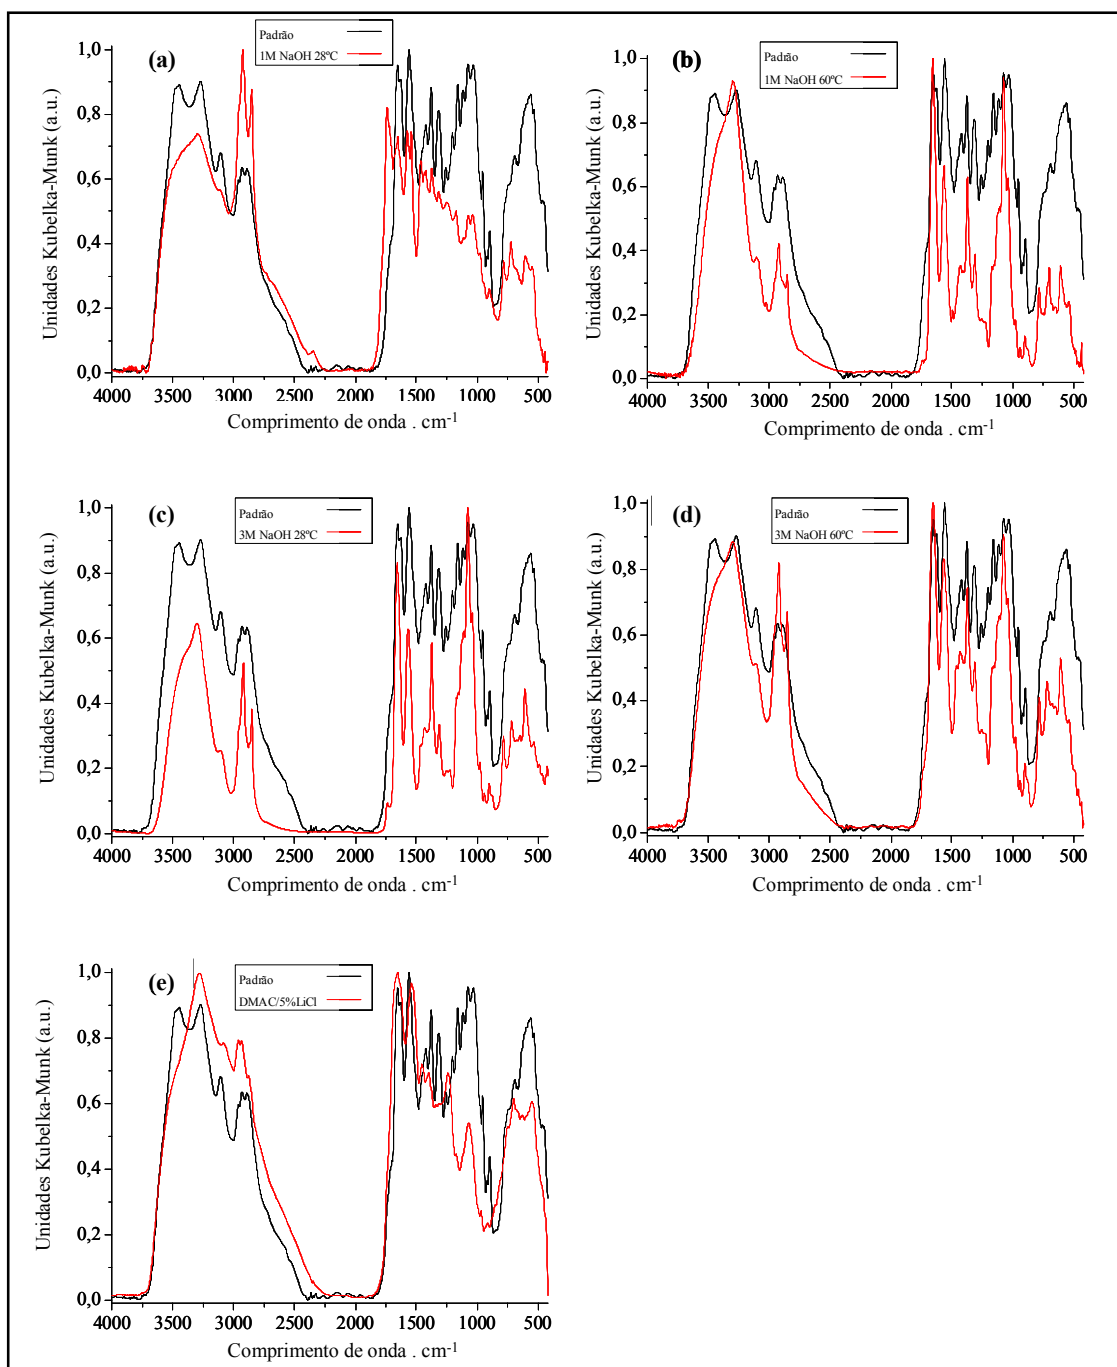 (a)
Padrão
1M NaOH 28ºC
Unidades Kubelka-Munk (a.u.)
1,0
0,8
0,6
0,4
0,2
0,0
4000 3500 3000 2500 2000 1500 1000 500
Comprimento de onda . cm-1
(b)
Padrão
1M NaOH 60ºC
Unidades Kubelka-Munk (a.u.)
1,0
0,8
0,6
0,4
0,2
0,0
4000 3500 3000 2500 2000 1500 1000 500
Comprimento de onda . cm-1
(c)
Padrão
3M NaOH 28ºC
Unidades Kubelka-Munk (a.u.)
1,0
0,8
0,6
0,4
0,2
0,0
4000 3500 3000 2500 2000 1500 1000 500
Comprimento de onda . cm-1
(d)
Padrão
3M NaOH 60ºC
Unidades Kubelka-Munk (a.u.)
1,0
0,8
0,6
0,4
0,2
0,0
4000 3500 3000 2500 2000 1500 1000 500
Comprimento de onda . cm-1
(e)
Padrão
DMAC/5%LiCl
Unidades Kubelka-Munk (a.u.)
1,0
0,8
0,6
0,4
0,2
0,0
4000 3500 3000 2500 2000 1500 1000 500
Comprimento de onda . cm-1